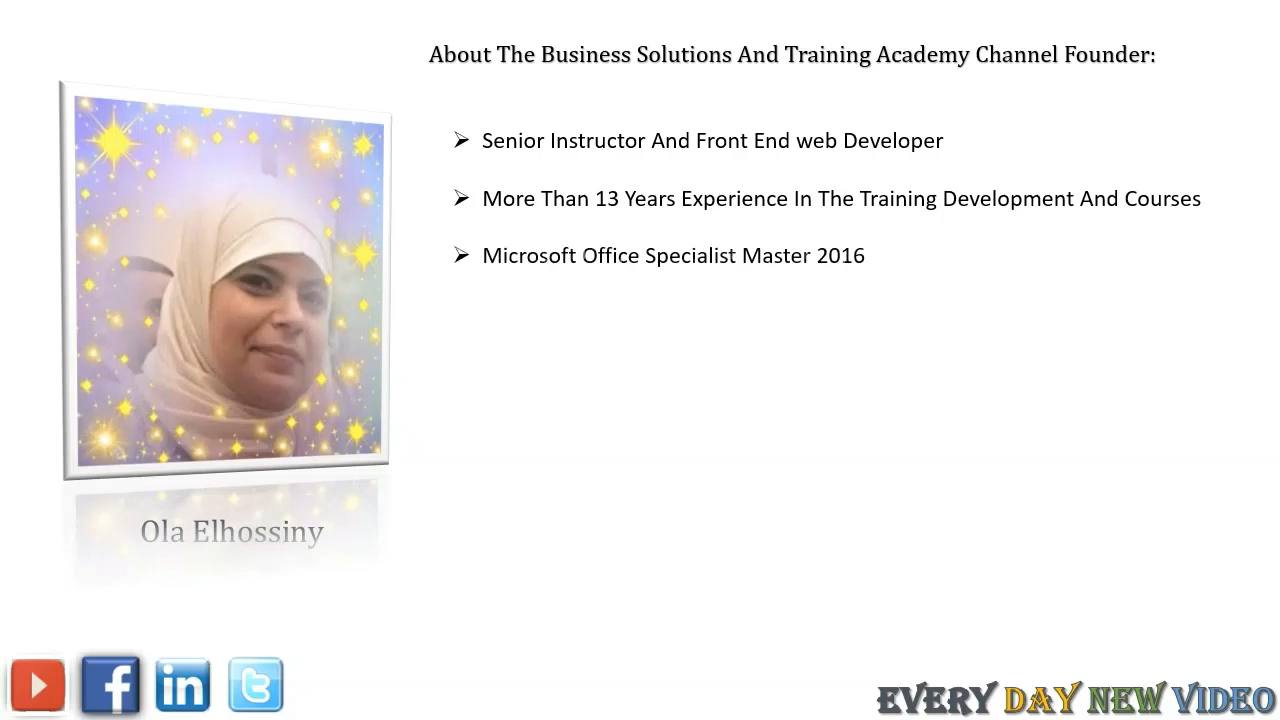 About The Business Solutions And Training Academy Channel Founder:
Senior Instructor And Front End web Developer
More Than 13 Years Experience In The Training Development And Courses
Microsoft Office Specialist Master 2016
Ola Elhossiny
f
in
t
EVERY DAY NEW VIDEO